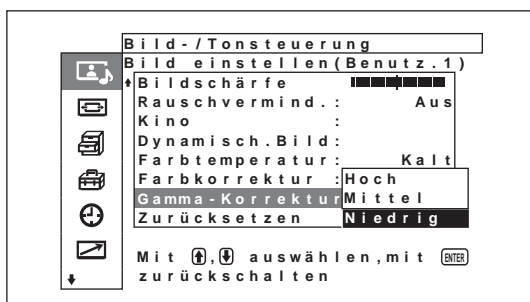 Bild-/Tonsteuerung
Bild einstellen(Benutz.1)
Bildschärfe
Rauschvermind.: Aus
Kino :
Dynamisch.Bild:
Farbtemperatur: Kalt
Farbkorrektur :Hoch
Gamma-Korrektur Mittel
Zurücksetzen Niedrig
Mit , auswählen,mit ENTER
zurückschalten